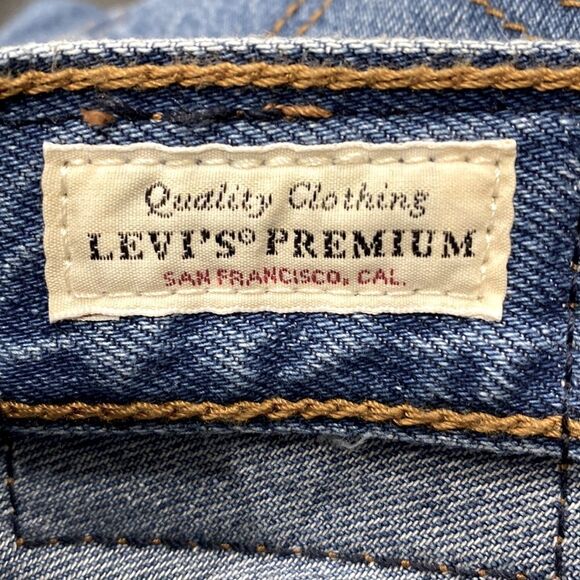 Quality Clothing
LEVI'S® PREMIUM
SAN FRANCISCO, CAL.